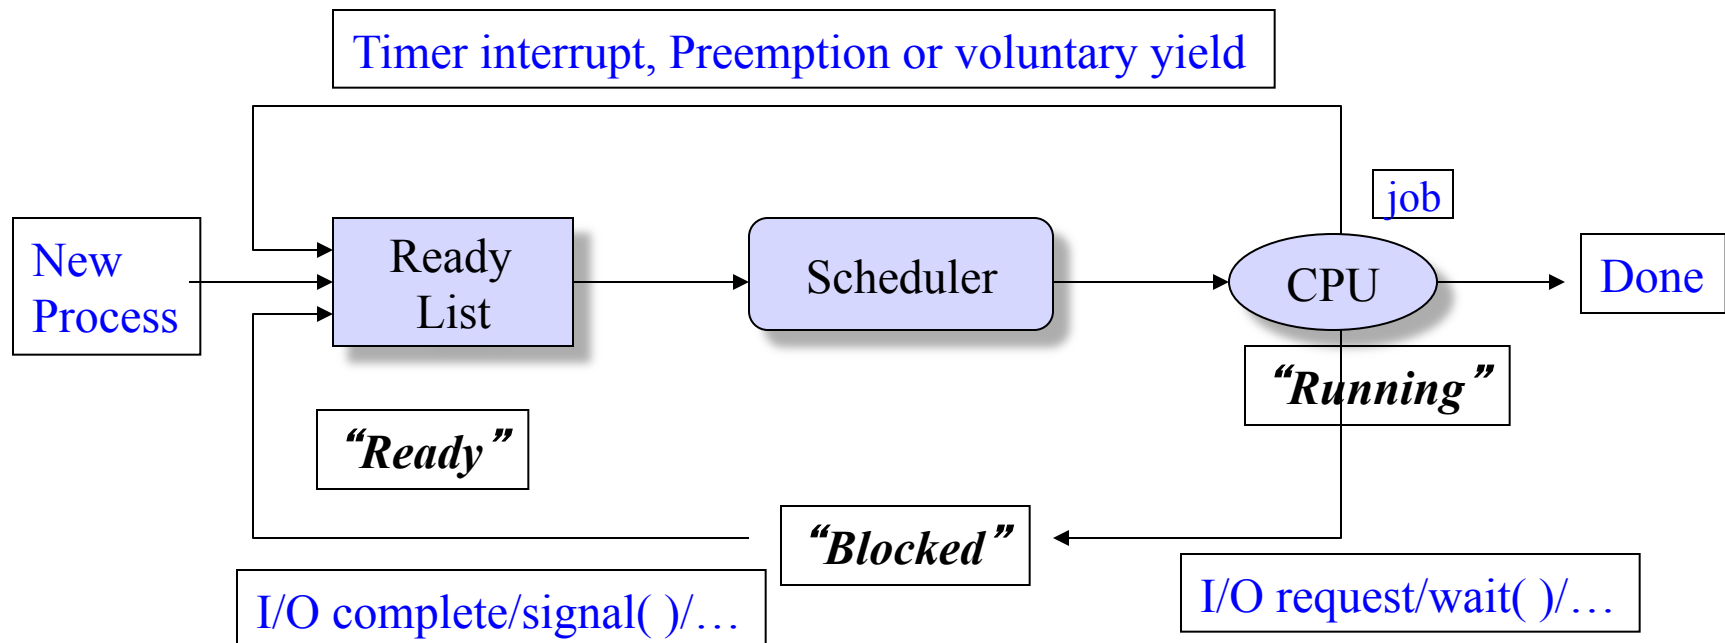 Timer interrupt, Preemption or voluntary yield
job
New
Process
Ready
List
Scheduler
CPU
Done
“Running”
“Ready”
“Blocked”
I/O complete/signal( )/…
I/O request/wait( )/…